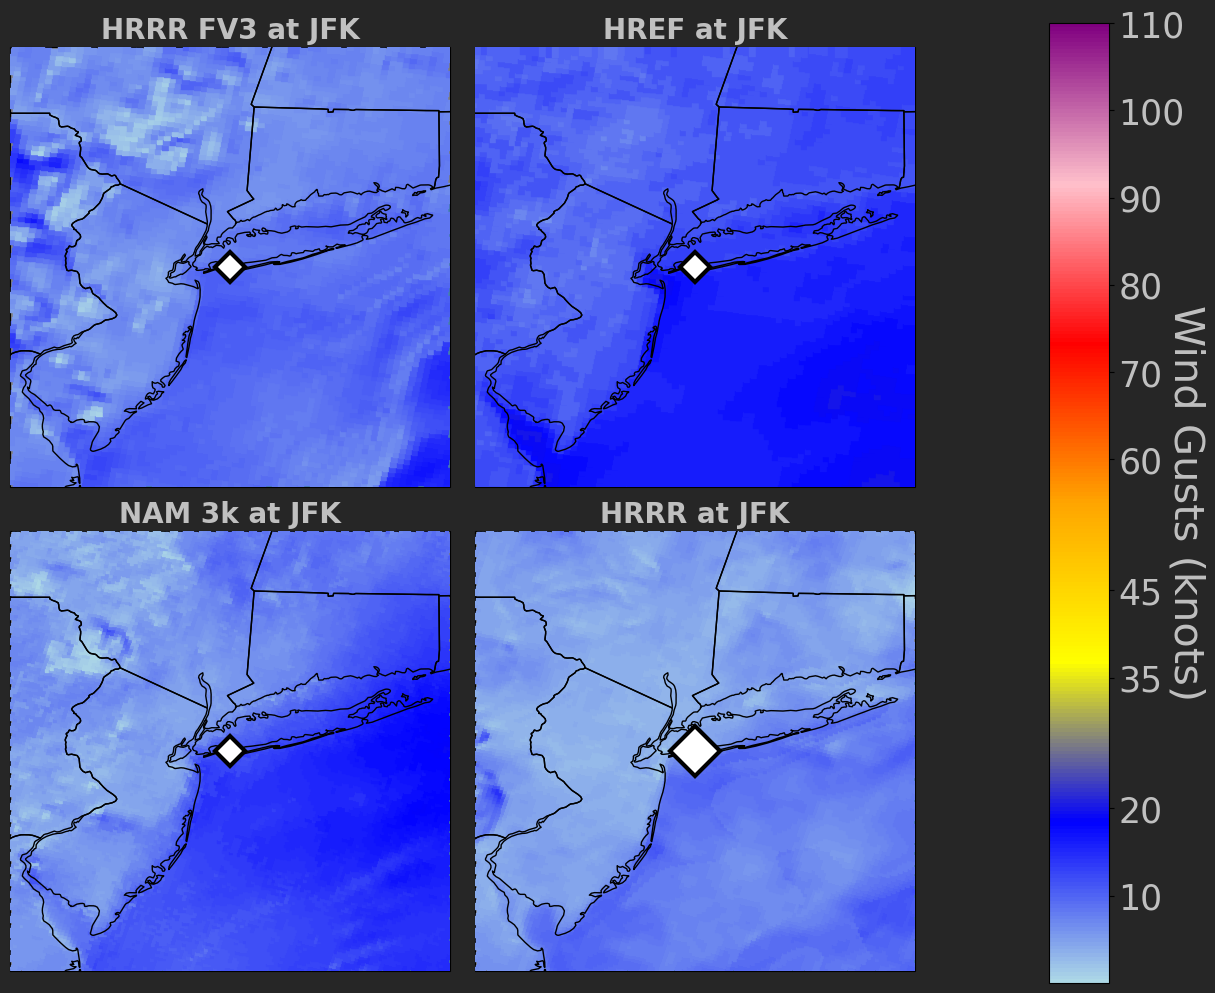 HRRR FV3 at JFK
HREF at JFK
NAM 3k at JFK
HRRR at JFK
110
100
90
80
70
60
45
35
20
10
Wind Gusts (knots)